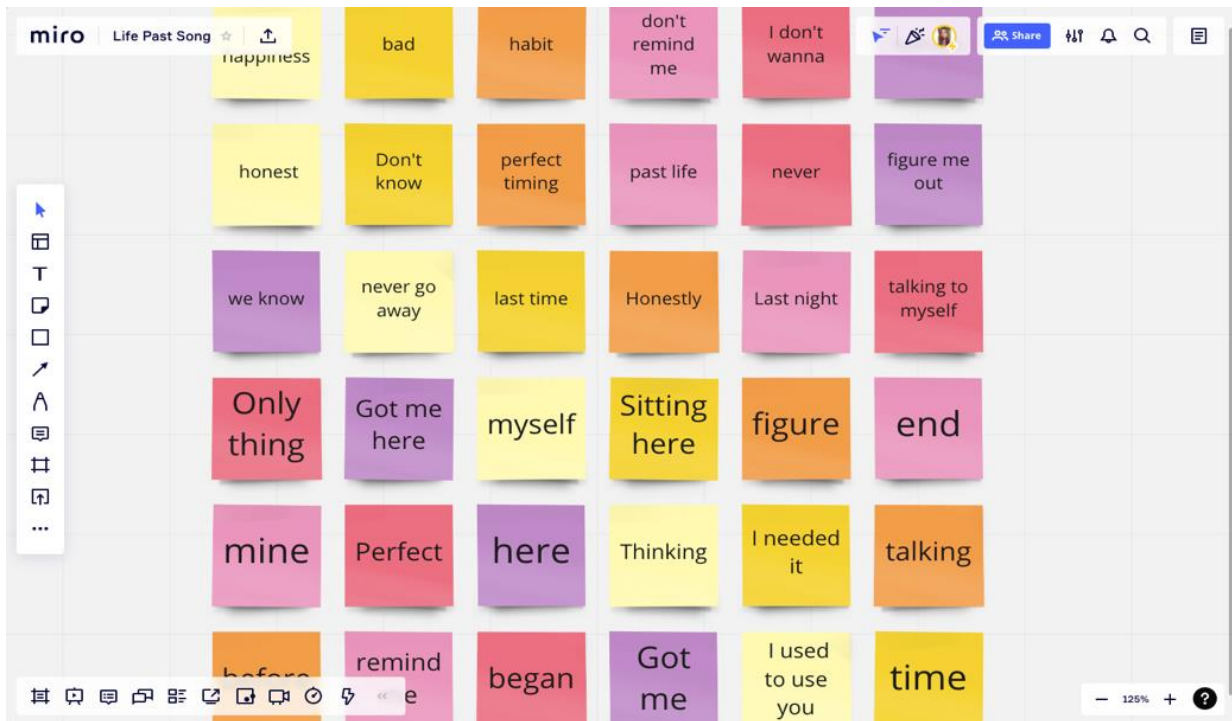 miro
Life Past Song
Share
happiness
bad
habit
don't
remind
me
I don't
wanna
honest
Don't
know
perfect
timing
past life
never
figure me
out
we know
never go
away
last time
Honestly
Last night
talking to
myself
Only
thing
Got me
here
myself
Sitting
here
figure
end
mine
Perfect
here
Thinking
I needed
it
talking
before
remind
e
began
Got
me
I used
to use
you
time
125%